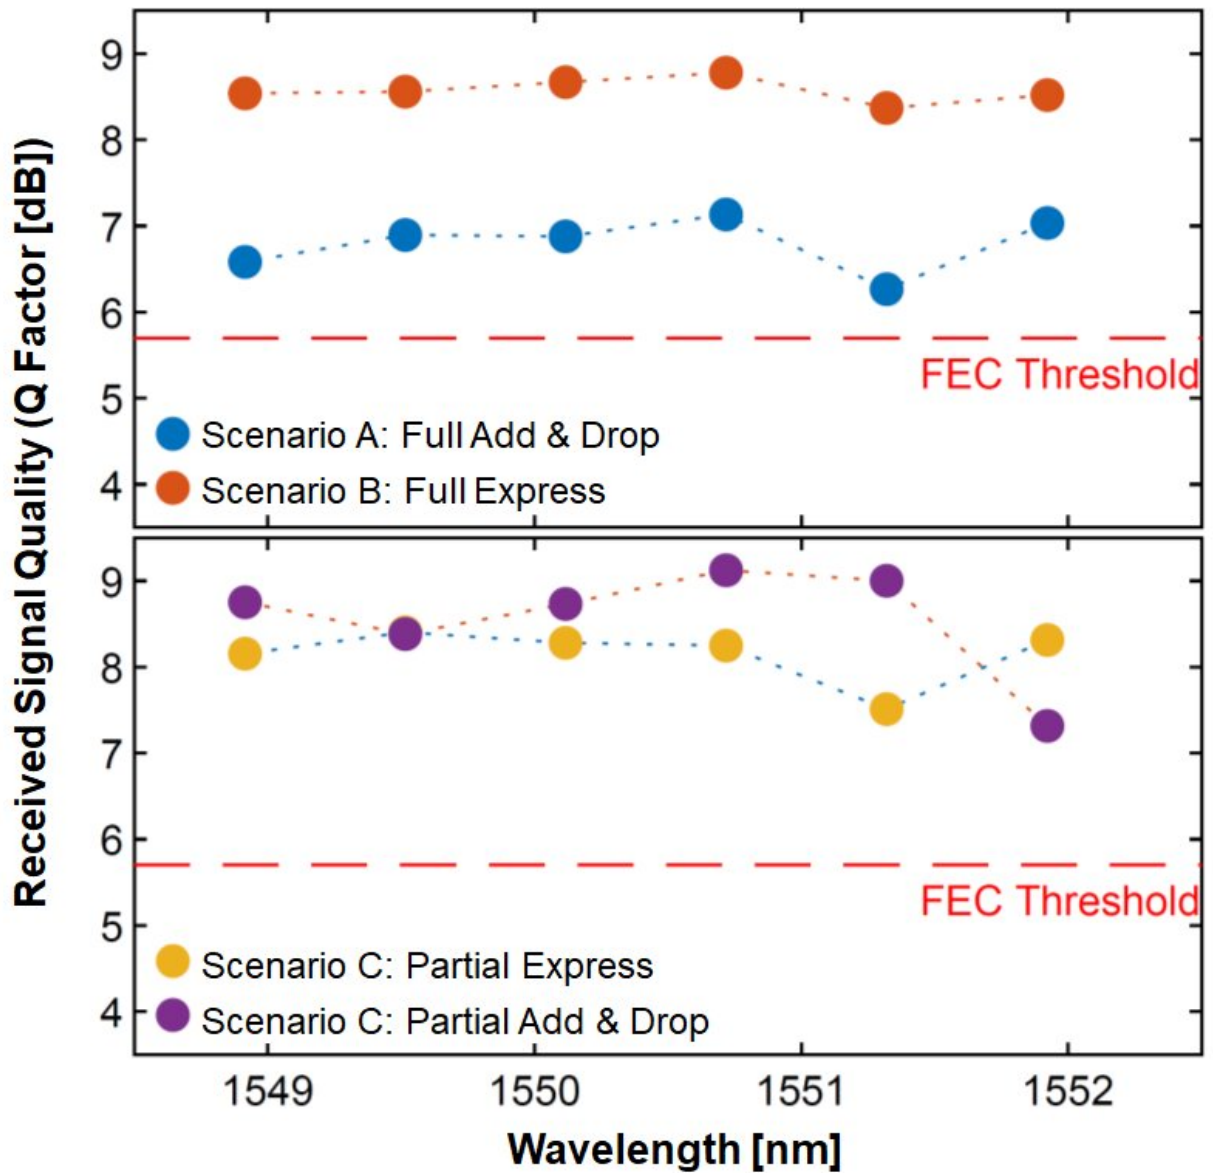 Received Signal Quality (Q Factor [dB])
9
8
7
6
5
4
FEC Threshold
Scenario A: Full Add & Drop
Scenario B: Full Express
9
8
7
6
5
4
FEC Threshold
Scenario C: Partial Express
Scenario C: Partial Add & Drop
1549 1550 1551 1552
Wavelength [nm]